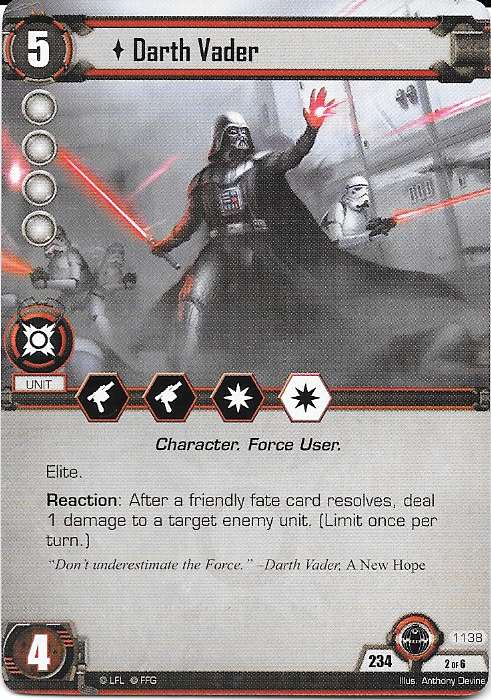 5
Darth Vader
UNIT
Character. Force User.
Elite.
Reaction: After a friendly fate card resolves, deal
1 damage to a target enemy unit. (Limit once per
turn.)
“Don’t underestimate the Force.” –Darth Vader, A New Hope
4
1138
234
2 OF 6
© LFL © FFG
Illus. Anthony Devine